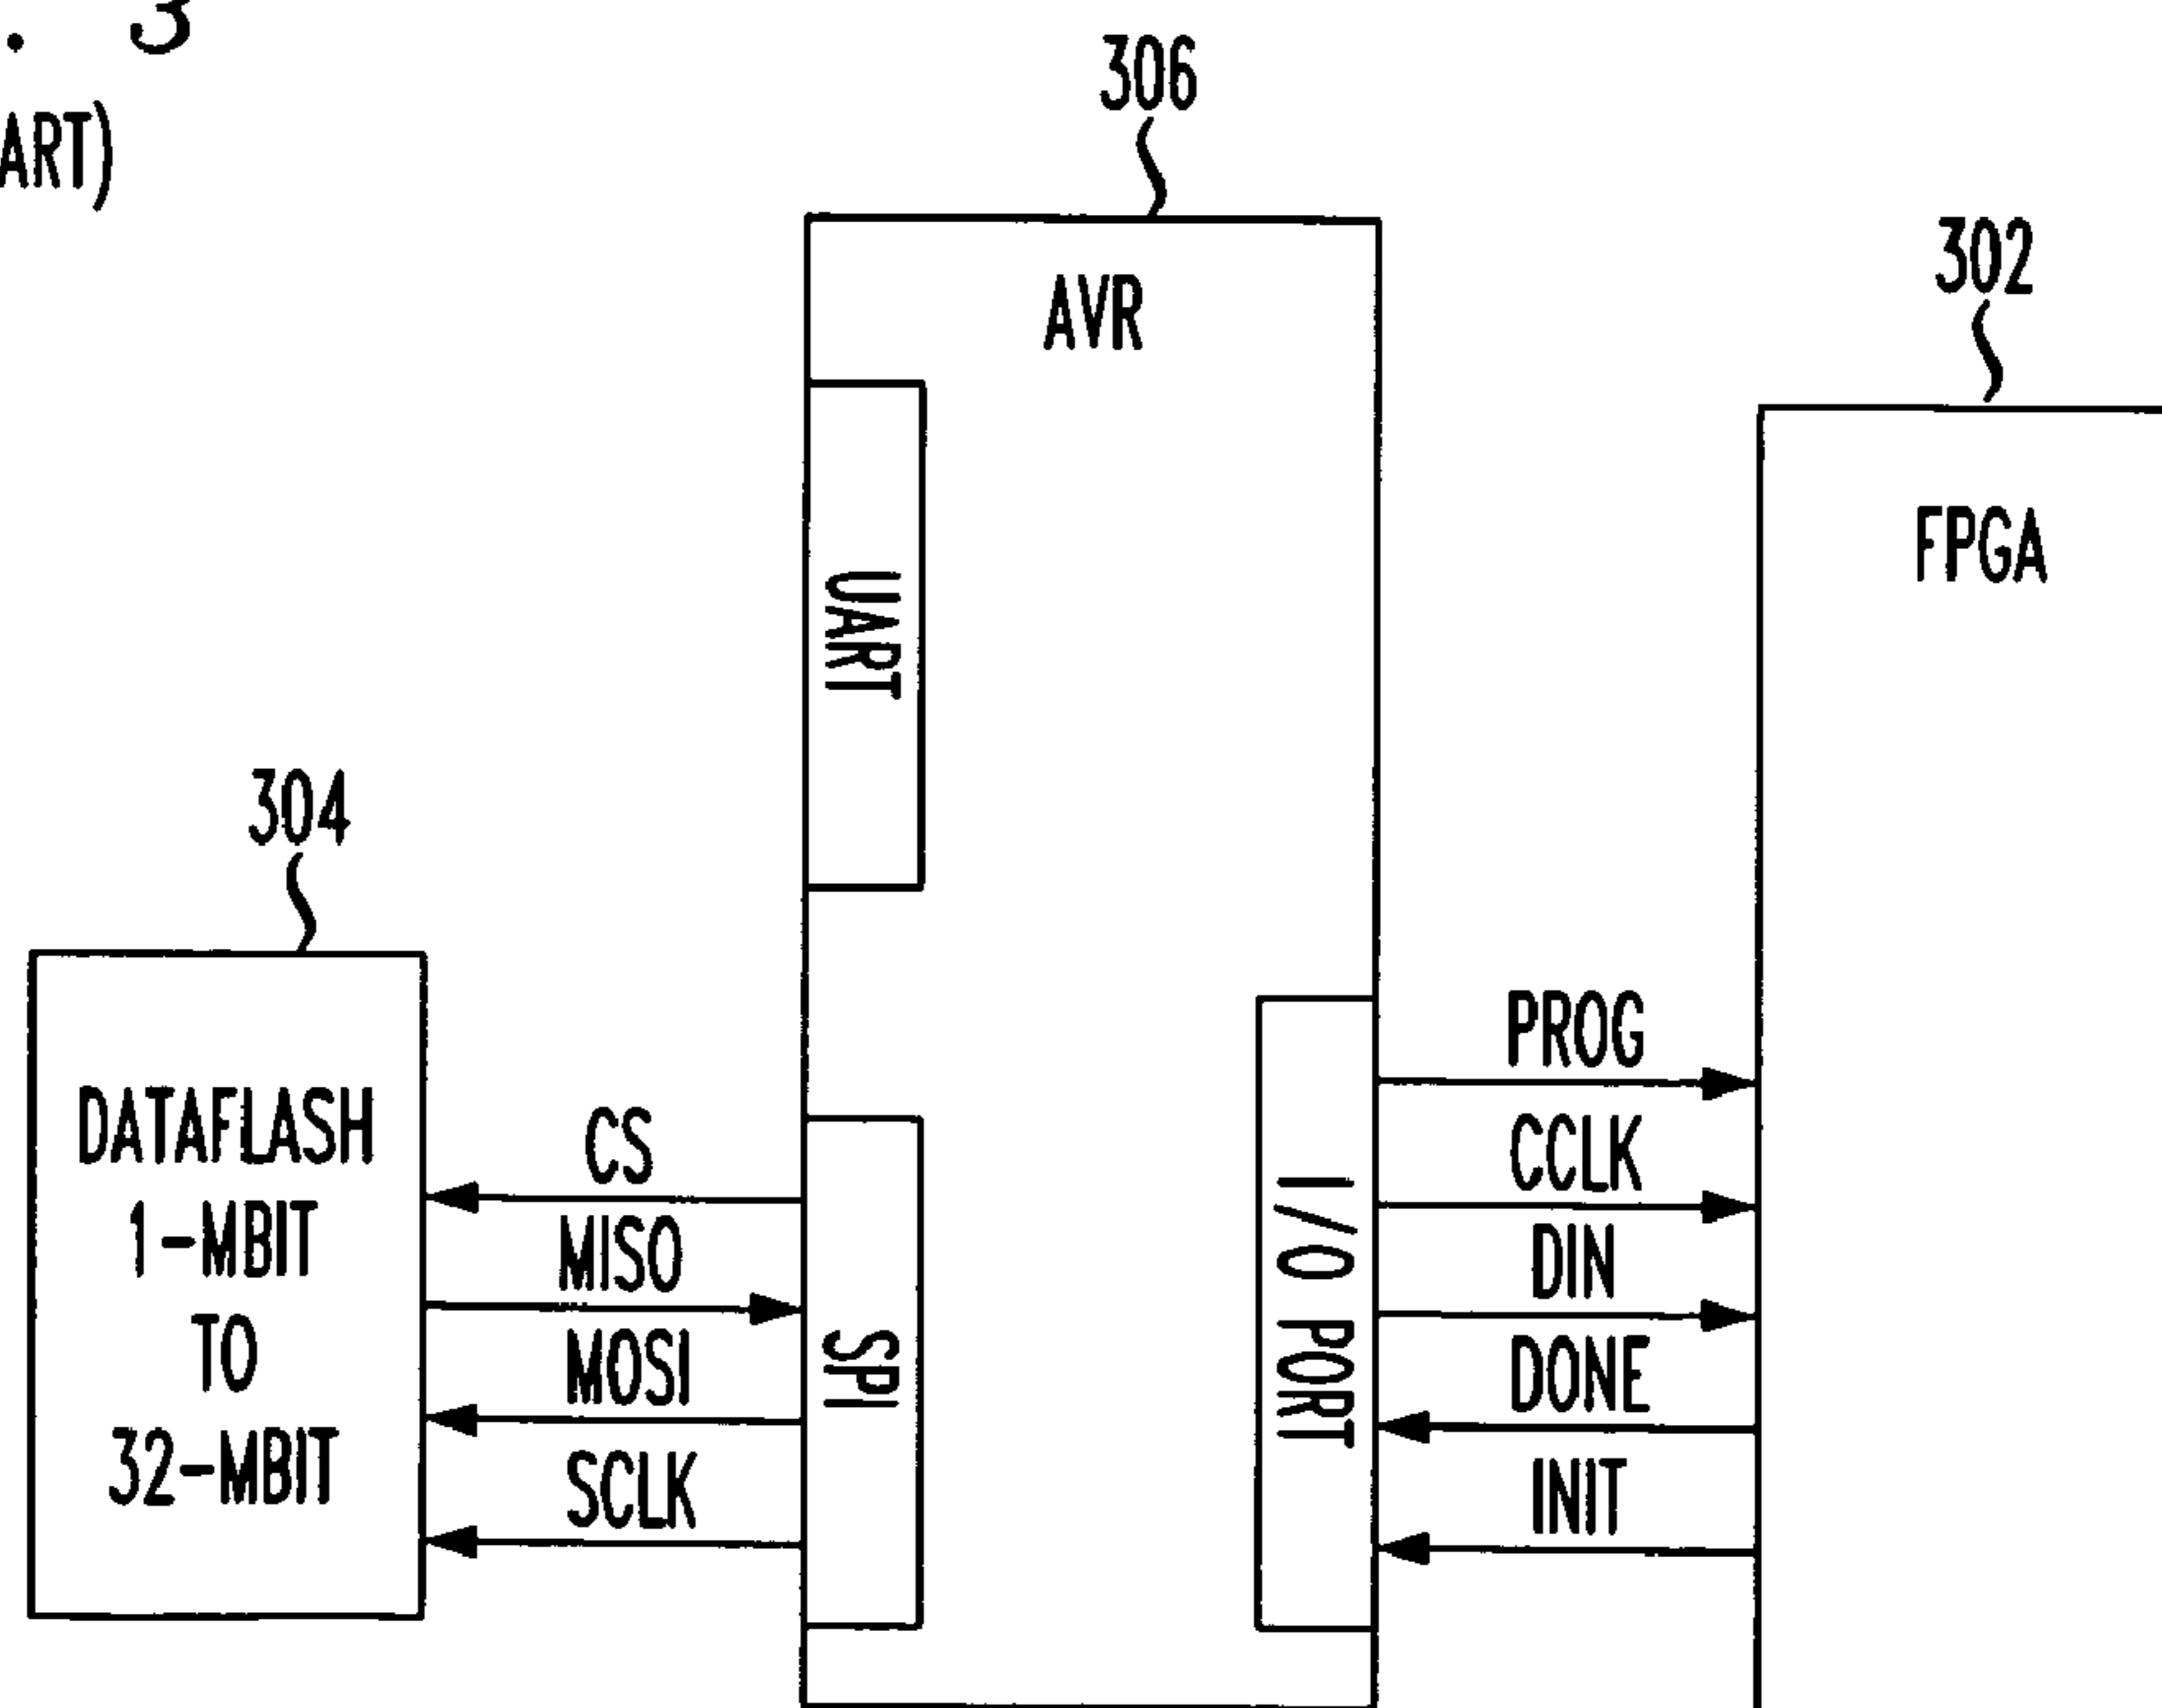 . 3
ART)
306
AVR
302
FPGA
UART
304
DATAFLASH
1-MBIT
TO
32-MBIT
CS
MISO
MOSI
SCLK
SPI
I/O PORT
PROG
CCLK
DIN
DONE
INIT